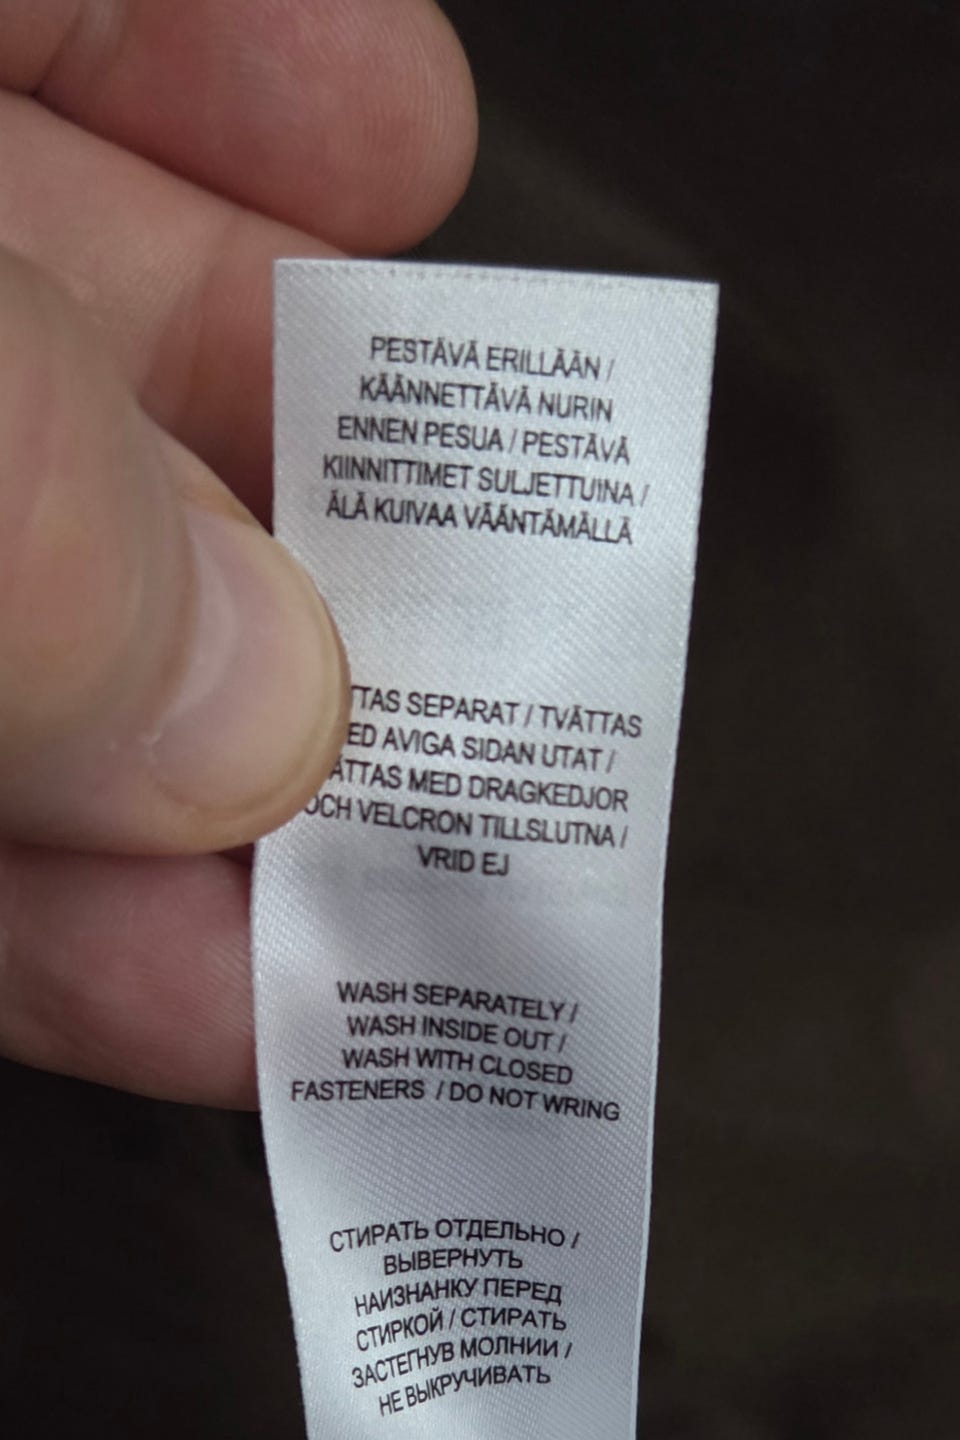 PESTÄVÄ ERILLÄÄN /
KÄÄNNETTÄVÄ NURIN
ENNEN PESUA / PESTÄVÄ
KIINNITTIMET SULJETTUINA /
ÄLÄ KUIVAA VÄÄNTÄMÄLLÄ
SEPARAT / TVÄTTAS
AVIGA SIDAN UTAT /
MED DRAGKEDJOR
OCH VELCRON TILLSLUTNA /
VRID EJ
WASH SEPARATELY /
WASH INSIDE OUT /
WASH WITH CLOSED
FASTENERS / DO NOT WRING
СТИРАТЬ ОТДЕЛЬНО /
ВЫВЕРНУТЬ
НАИЗНАНКУ ПЕРЕД
СТИРКОЙ / СТИРАТЬ
ЗАСТЕГНУВ МОЛНИИ /
НЕ ВЫКРУЧИВАТЬ